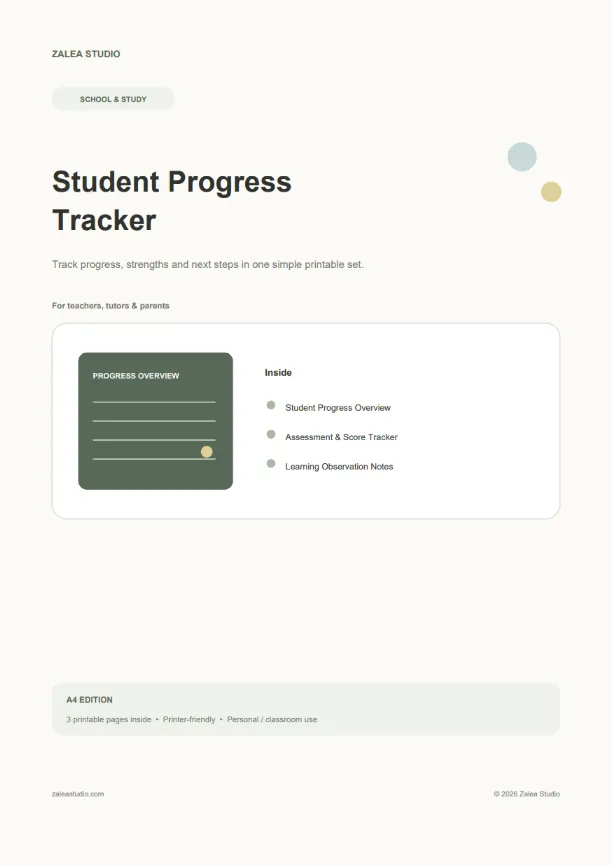 ZALEA STUDIO
SCHOOL & STUDY
Student Progress
Tracker
Track progress, strengths and next steps in one simple printable set.
For teachers, tutors & parents
PROGRESS OVERVIEW
Inside
Student Progress Overview
Assessment & Score Tracker
Learning Observation Notes
A4 EDITION
3 printable pages inside • Printer-friendly • Personal / classroom use
zaleastudio.com
© 2026 Zalea Studio